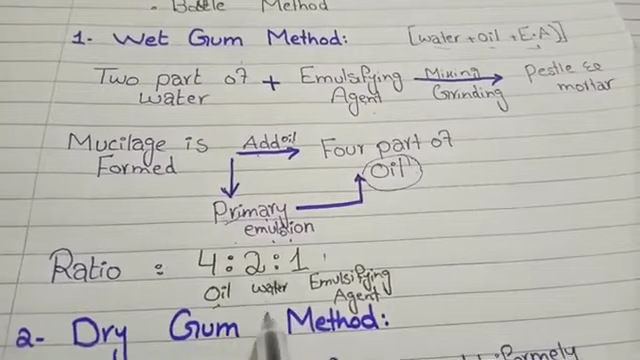 · Bottle Method
1. Wet Gum Method: [water + Oil + E.A)]
Two part of water + Emulsifying Agent Mixing Grinding Pestle & mortar
Mucilage is Formed Add oil Four part of Oil
Primary emulsion
Ratio : 4:2:1
Oil water Emulsifying Agent
2- Dry Gum Method: